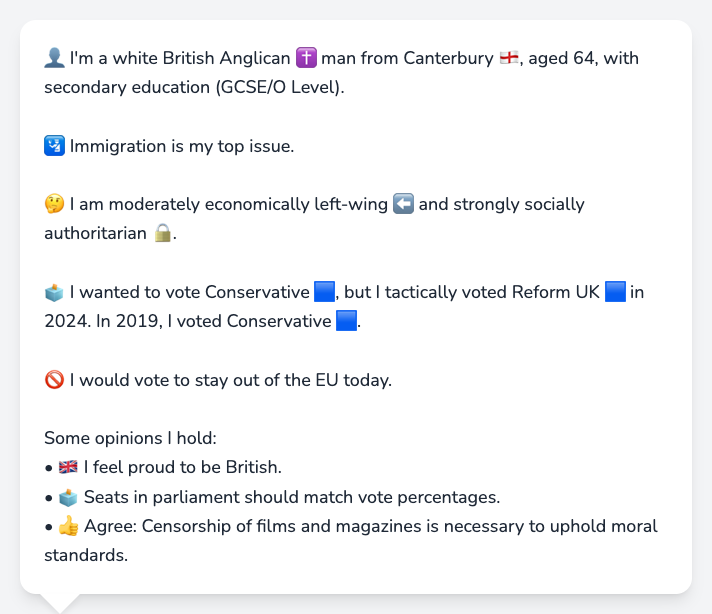 👤 I'm a white British Anglican ✝️ man from Canterbury 🏴󠁧󠁢󠁥󠁮󠁧󠁿, aged 64, with
secondary education (GCSE/O Level).
🛂 Immigration is my top issue.
🤔 I am moderately economically left-wing ⬅️ and strongly socially
authoritarian 🔒.
🗳️ I wanted to vote Conservative 🟦, but I tactically voted Reform UK 🟦 in
2024. In 2019, I voted Conservative 🟦.
🚫 I would vote to stay out of the EU today.
Some opinions I hold:
• 🇬🇧 I feel proud to be British.
• 🗳️ Seats in parliament should match vote percentages.
• 👍 Agree: Censorship of films and magazines is necessary to uphold moral
standards.